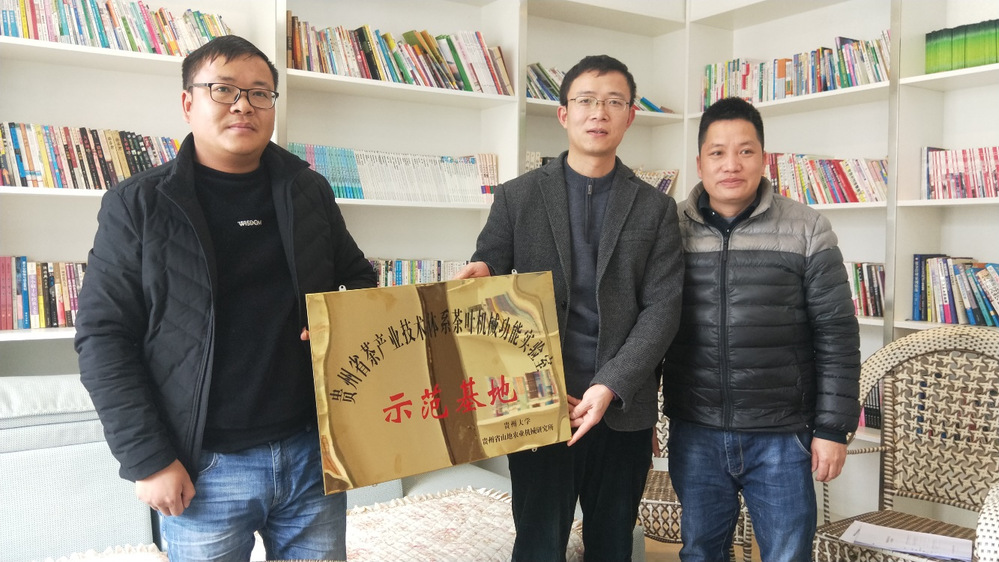 WISDOM
贵州省茶产业技术体系茶叶机械功能实验室
示范基地
贵州大学
贵州省山地农业机械研究所